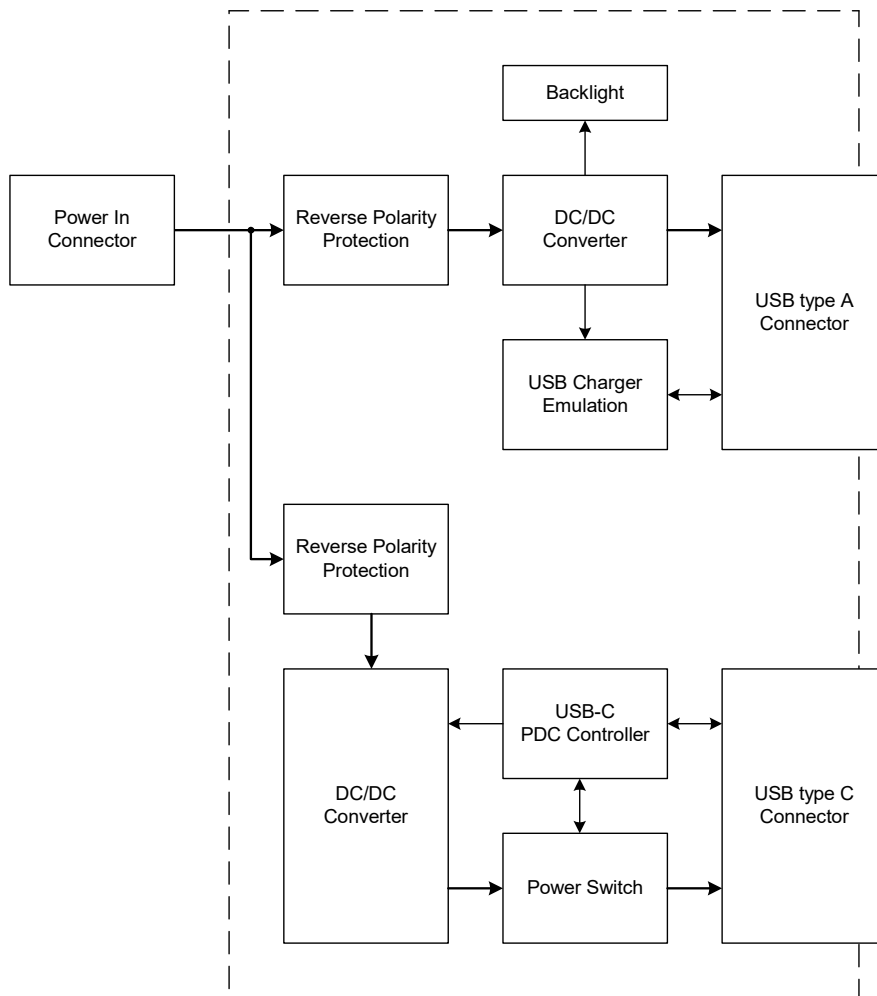 Backlight
Power In
Connector
Reverse Polarity
Protection
DC/DC
Converter
USB type A
Connector
USB Charger
Emulation
Reverse Polarity
Protection
DC/DC
Converter
USB-C
PDC Controller
USB type C
Connector
Power Switch